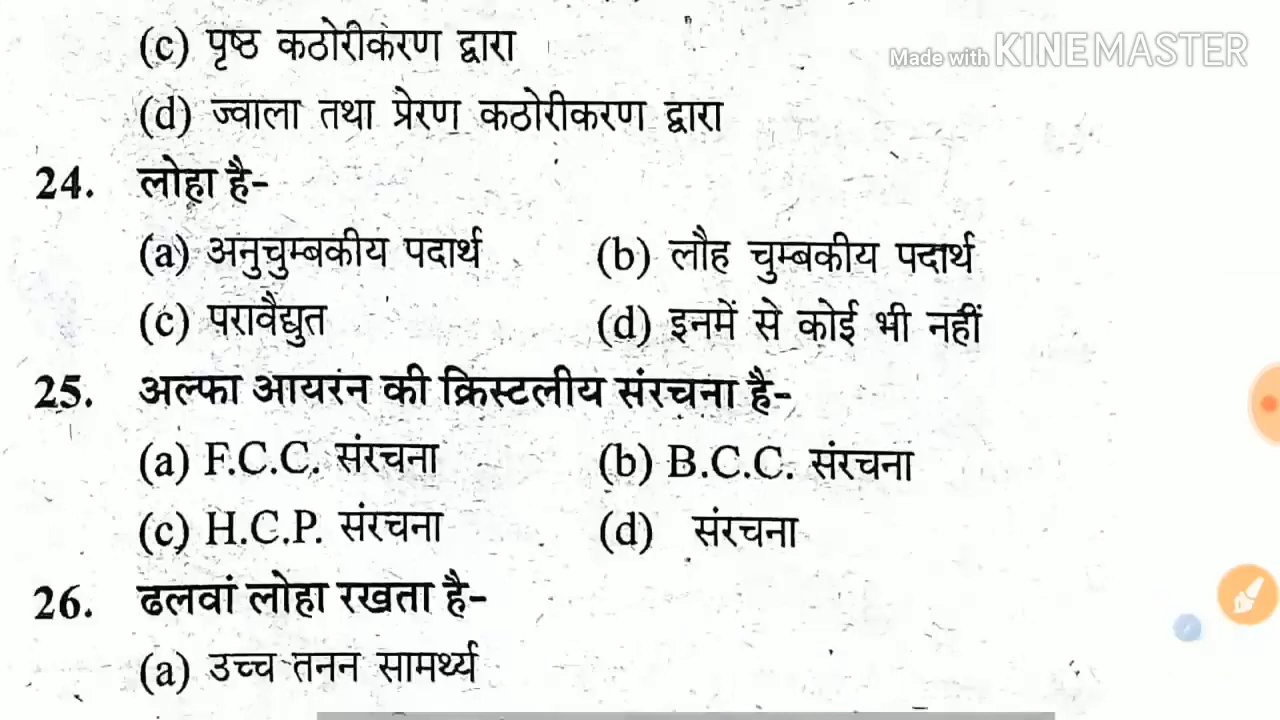 (c) पृष्ठ कठोरीकरण द्वारा
Made with KINEMASTER
(d) ज्वाला तथा प्रेरण कठोरीकरण द्वारा
24. लोहा है-
(a) अनुचुम्बकीय पदार्थ (b) लौह चुम्बकीय पदार्थ
(c) परावैद्युत (d) इनमें से कोई भी नहीं
25. अल्फा आयरन की क्रिस्टलीय संरचना है-
(a) F.C.C. संरचना (b) B.C.C. संरचना
(c) H.C.P. संरचना (d) संरचना
26. ढलवां लोहा रखता है-
(a) उच्च तनन सामर्थ्य